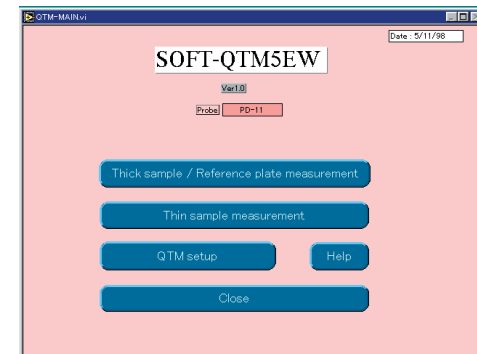 QTM-MAIN.vi
Date : 5/11/98
SOFT-QTM5EW
Ver1.0
Probe PD-11
Thick sample / Reference plate measurement
Thin sample measurement
QTM setup Help
Close